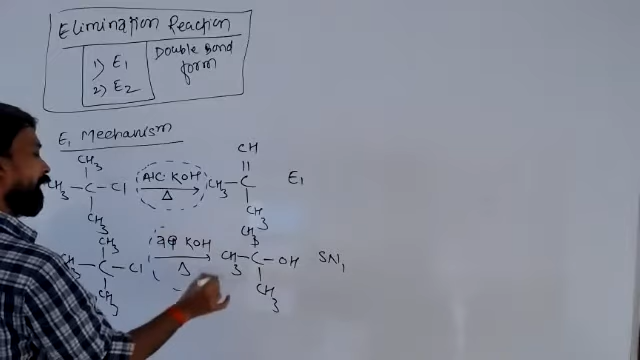 Elimination Reaction
1) E1
2) E2
Double Bond
form
E1 Mechanism
CH3
CH3-C-Cl
CH3
Alc. KOH
Δ
CH
||
CH3-C
CH3
E1
CH3
CH3-C-Cl
CH3
aq KOH
Δ
CH3
CH3-C-OH
CH3
SN1